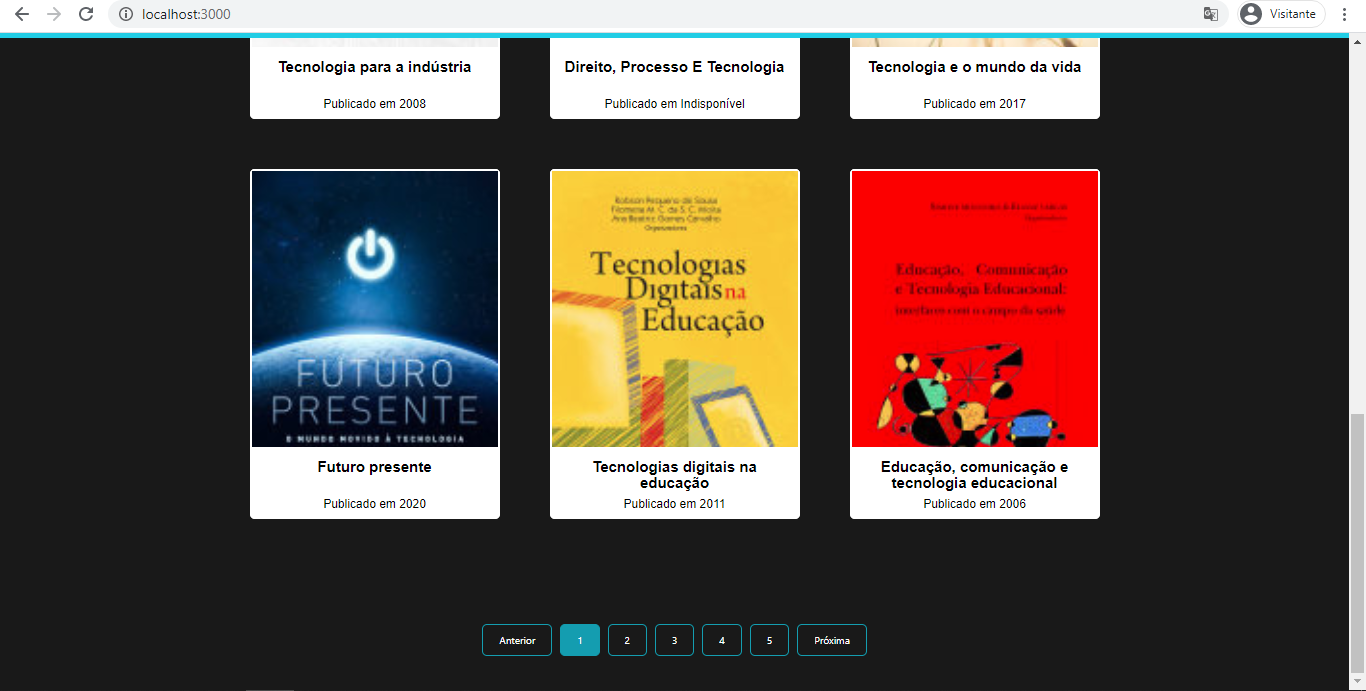 localhost:3000
Visitante
Tecnologia para a indústria
Direito, Processo E Tecnologia
Tecnologia e o mundo da vida
Publicado em 2008
Publicado em Indisponível
Publicado em 2017
FUTURO
PRESENTE
O MUNDO MOVIDO À TECNOLOGIA
Robson Pequeno de Sousa
Filomena M. C. da S. C. Moita
Ana Beatriz Gomes Carvalho
Organizadores
Tecnologias
Digitais na
Educação
Educação, Comunicação
e Tecnologia Educacional:
interfaces com o campo da saúde
Futuro presente
Tecnologias digitais na
educação
Educação, comunicação e
tecnologia educacional
Publicado em 2020
Publicado em 2011
Publicado em 2006
Anterior
1
2
3
4
5
Próxima